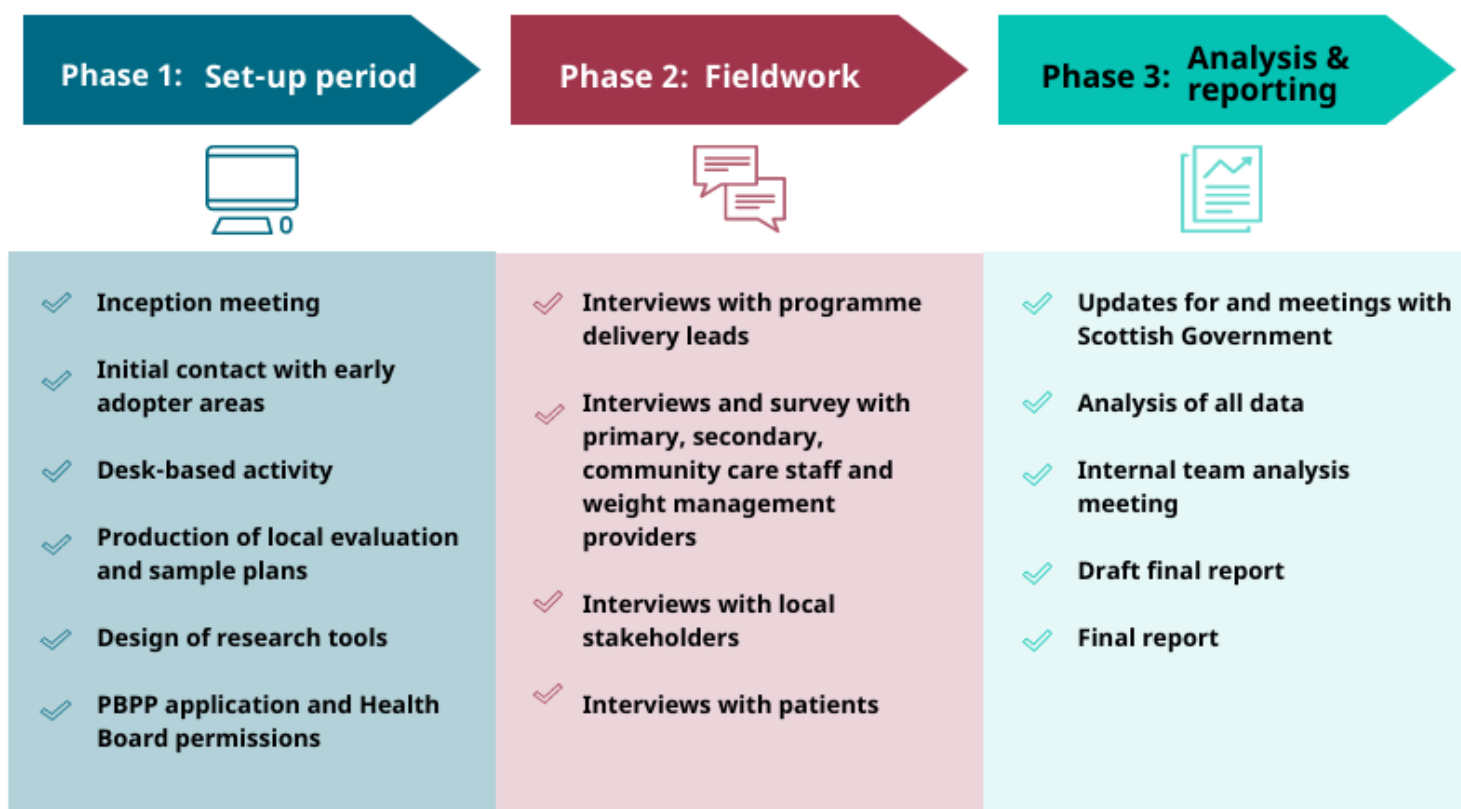 Phase 1: Set-up period
Inception meeting
Initial contact with early
adopter areas
Desk-based activity
Production of local evaluation
and sample plans
Design of research tools
PBPP application and Health
Board permissions
Phase 2: Fieldwork
Interviews with programme
delivery leads
Interviews and survey with
primary, secondary,
community care staff and
weight management
providers
Interviews with local
stakeholders
Interviews with patients
Phase 3: Analysis &
reporting
Updates for and meetings with
Scottish Government
Analysis of all data
Internal team analysis
meeting
Draft final report
Final report